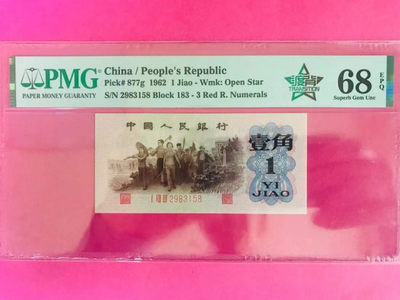 PMG
PAPER MONEY GUARANTY
China / People's Republic
Pick# 877g 1962 1 Jiao - Wmk: Open Star
S/N 2983158 Block 183 - 3 Red R. Numerals
TRANSITION
68 EPQ
Superb Gem Unc
中國人民銀行
壹角
1
YI
JIAO
I VIII III 2983158